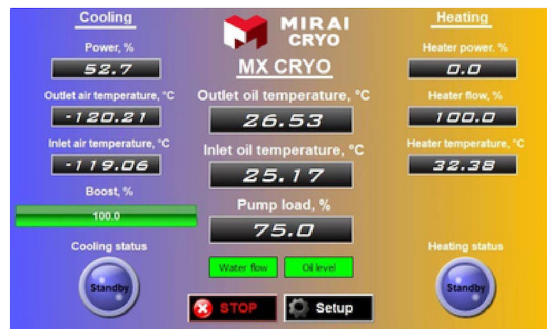 Cooling
Power, %
52.7
Outlet air temperature, °C
-120.21
Inlet air temperature, °C
-119.06
Boost, %
100.0
Cooling status
Standby
MIRAI
CRYO
MX CRYO
Outlet oil temperature, °C
26.53
Inlet oil temperature, °C
25.17
Pump load, %
75.0
Water flow
Oil level
STOP
Setup
Heating
Heater power. %
0.0
Heater flow, %
100.0
Heater temperature, °C
32.38
Heating status
Standby